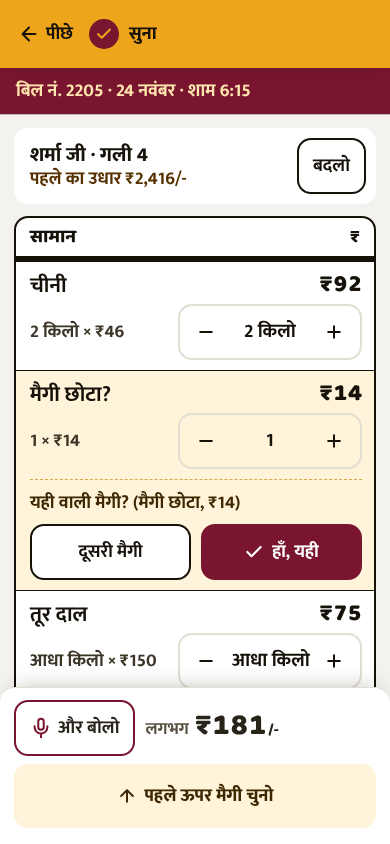 पीछे सुना
बिल नं. 2205 · 24 नवंबर · शाम 6:15
शर्मा जी · गली 4
पहले का उधार ₹2,416/-
बदलो
सामान ₹
चीनी ₹92
2 किलो × ₹46 − 2 किलो +
मैगी छोटा? ₹14
1 × ₹14 − 1 +
यही वाली मैगी? (मैगी छोटा, ₹14)
दूसरी मैगी हाँ, यही
तूर दाल ₹75
आधा किलो × ₹150 − आधा किलो +
और बोलो लगभग ₹181/-
पहले ऊपर मैगी चुनो